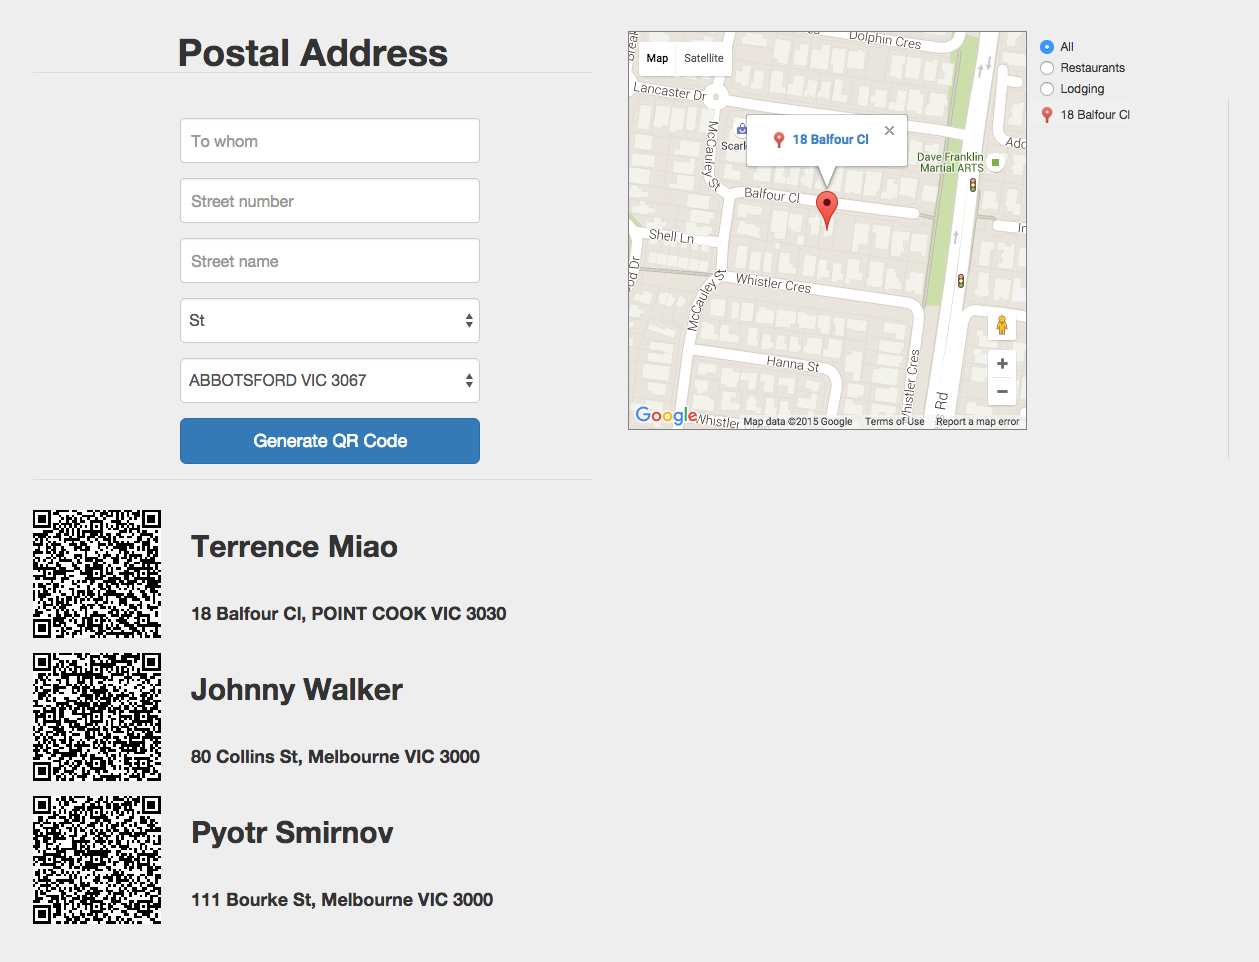 Postal Address
To whom
Street number
Street name
St
ABBOTSFORD VIC 3067
Generate QR Code
Terrence Miao
18 Balfour Cl, POINT COOK VIC 3030
Johnny Walker
80 Collins St, Melbourne VIC 3000
Pyotr Smirnov
111 Bourke St, Melbourne VIC 3000
Dolphin Cres
Map Satellite
Lancaster Dr
McCauley St
Scarl
18 Balfour Cl
Dave Franklin
Martial ARTS
Balfour Cl
Shell Ln
Whistler Cres
McCauley St
Hanna St
Whistler Cres
Rd
Google
Whistler
Map data ©2015 Google Terms of Use Report a map error
All
Restaurants
Lodging
18 Balfour Cl